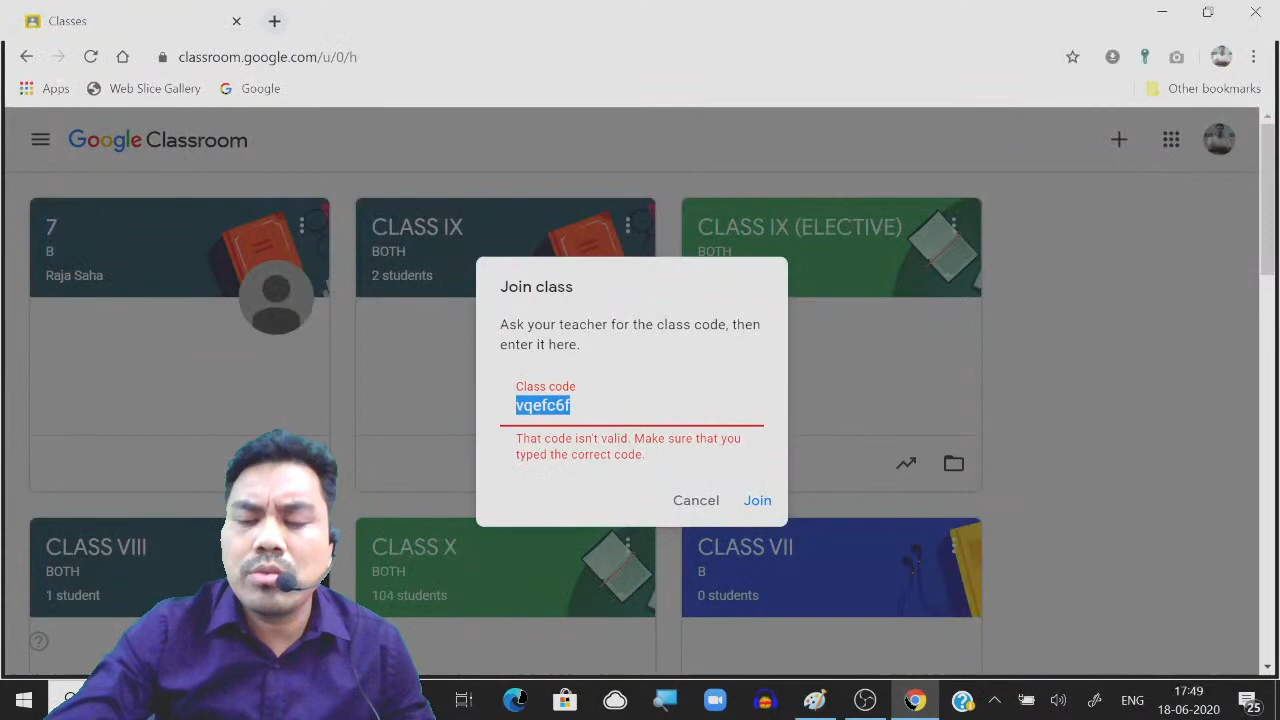 Classes
classroom.google.com/u/0/h
Apps
Web Slice Gallery
Google
Other bookmarks
Google Classroom
7
B
Raja Saha
CLASS IX
BOTH
2 students
CLASS IX (ELECTIVE)
BOTH
Join class
Ask your teacher for the class code, then
enter it here.
Class code
vqefc6f
That code isn't valid. Make sure that you
typed the correct code.
Cancel
Join
CLASS VIII
BOTH
1 student
CLASS X
BOTH
104 students
CLASS VII
B
0 students
ENG
17:49
18-06-2020
25